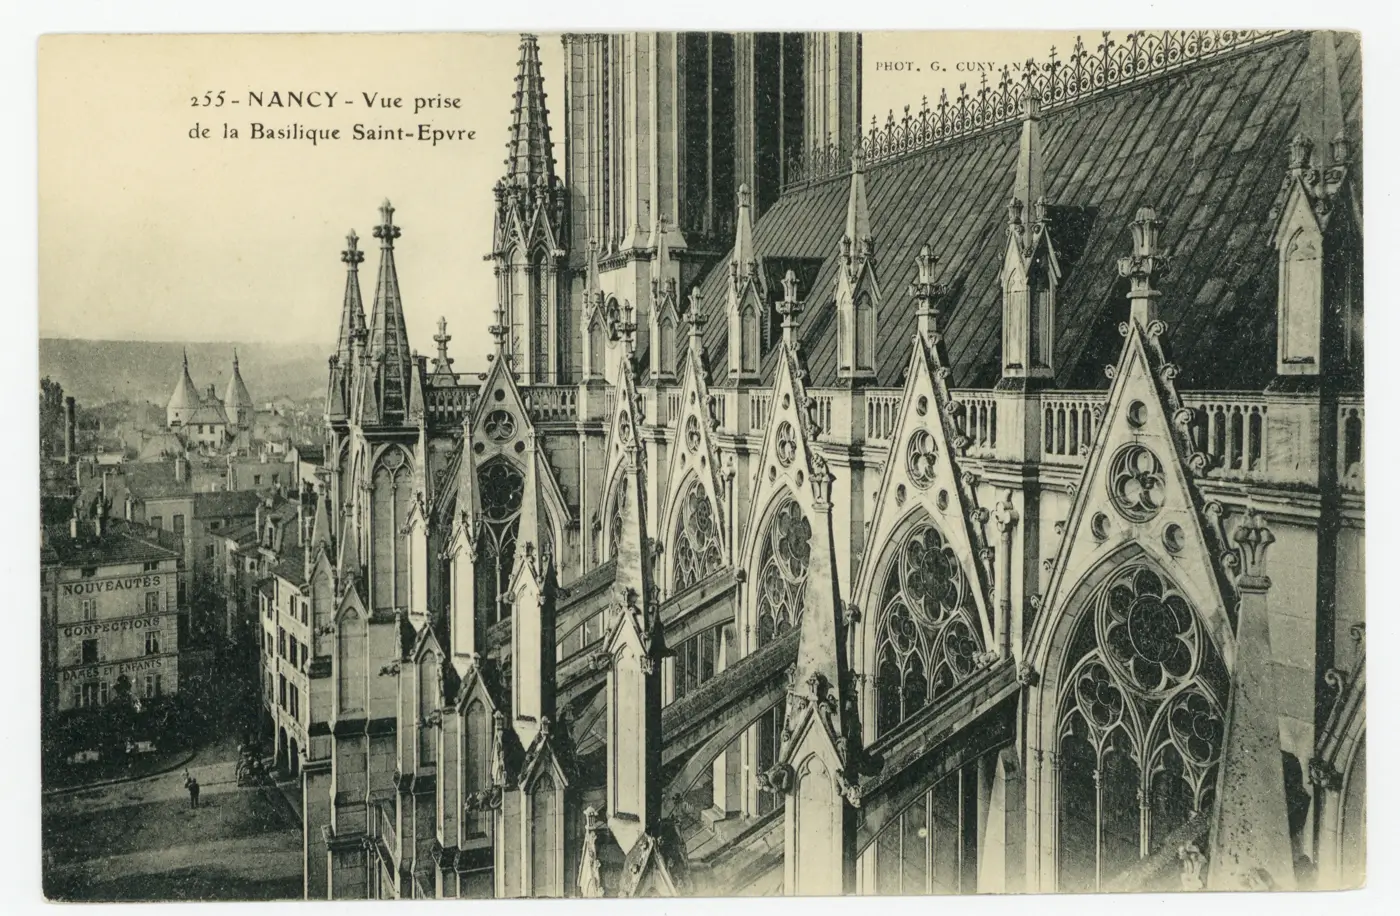 255 - NANCY - Vue prise
de la Basilique Saint-Epvre
PHOT. G. CUNY. NANCY
NOUVEAUTÉS
CONFECTIONS
DAMES ET ENFANTS